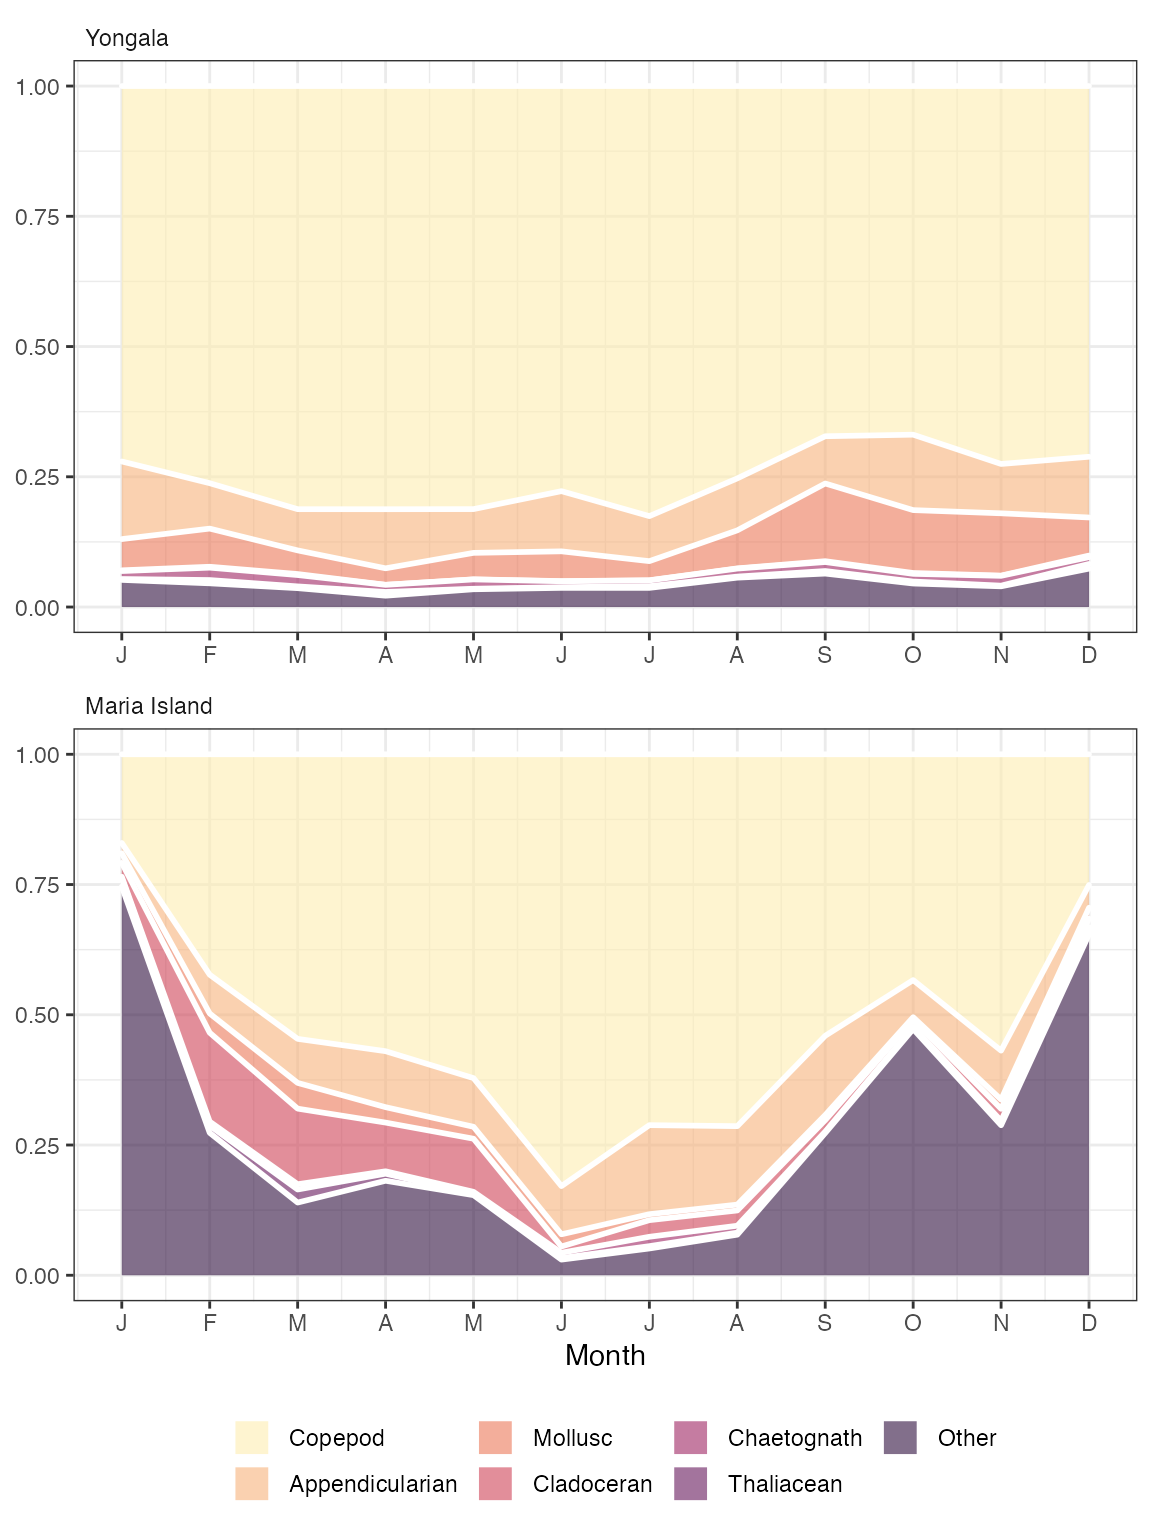 Yongala
1.00
0.75
0.50
0.25
0.00
J F M A M J J A S O N D
Maria Island
1.00
0.75
0.50
0.25
0.00
J F M A M J J A S O N D
Month
Copepod Mollusc Chaetognath Other
Appendicularian Cladoceran Thaliacean